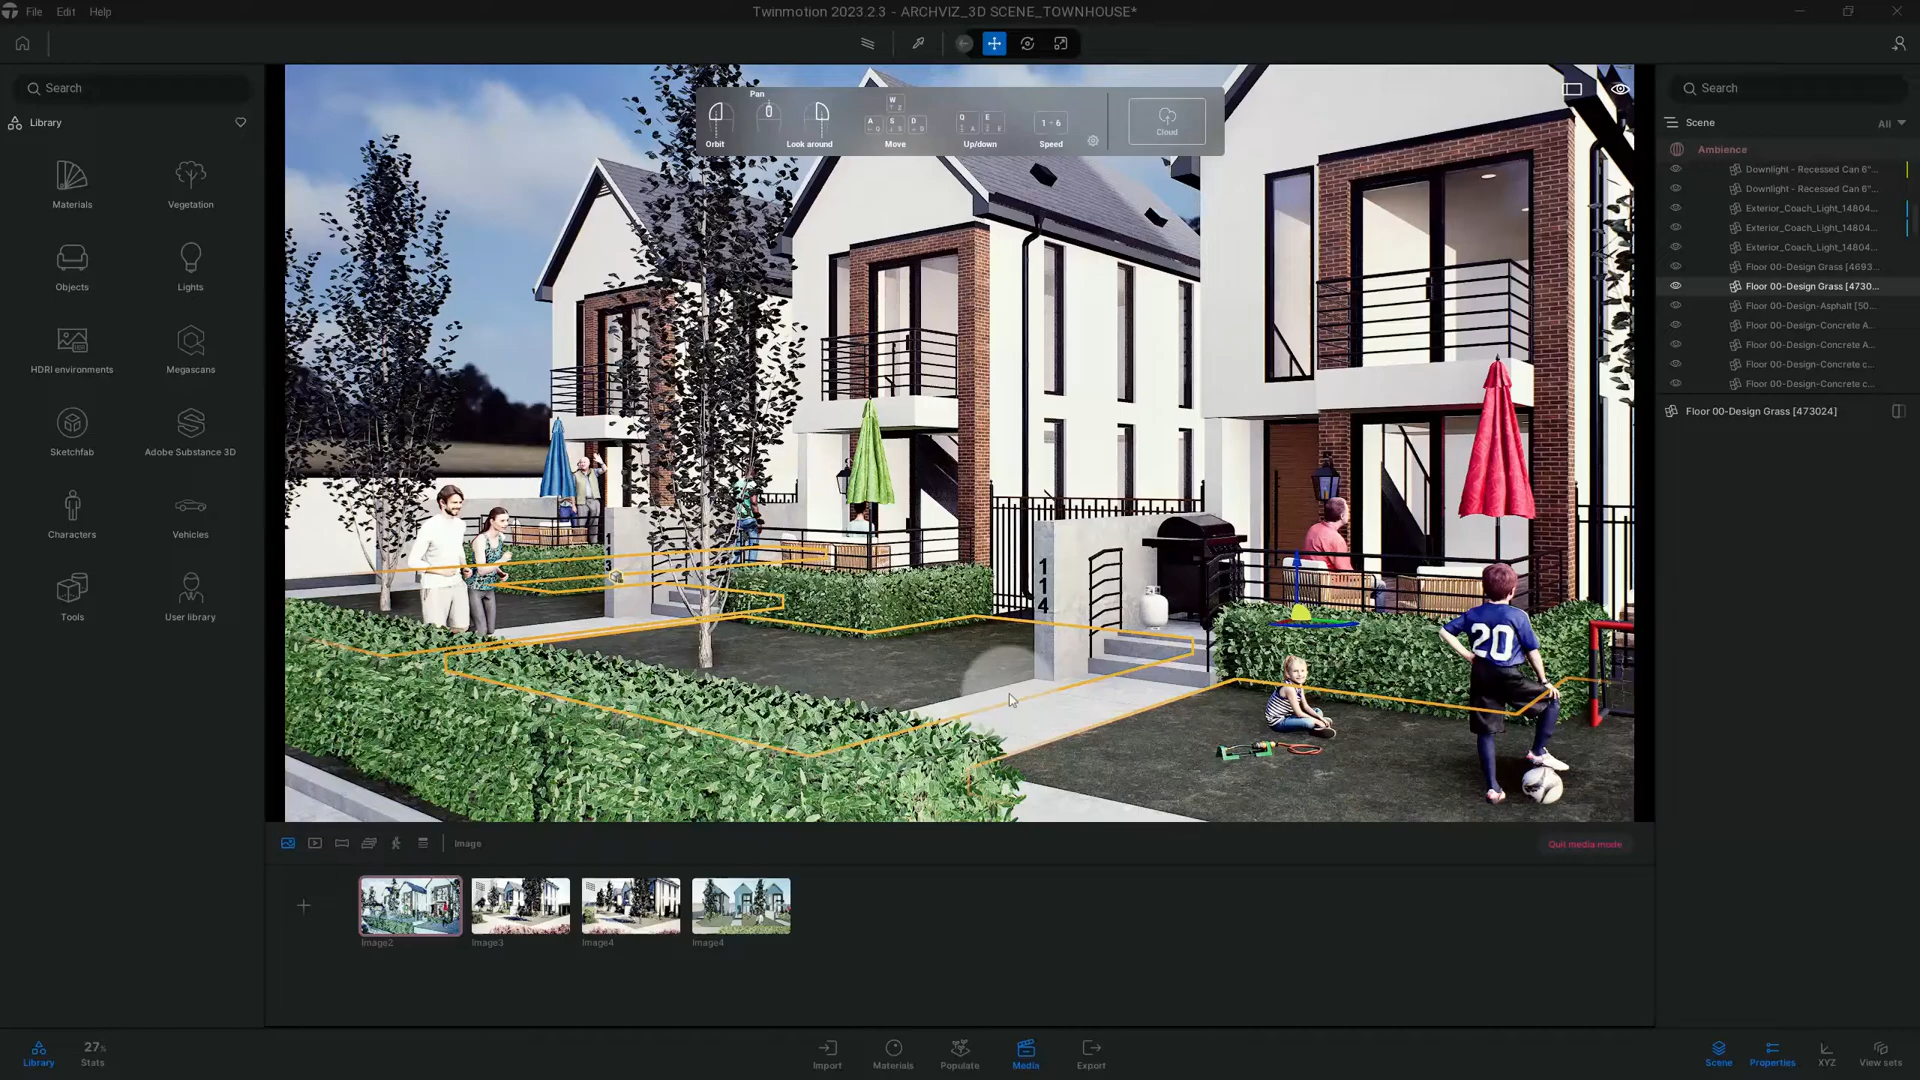 File Edit Help
Twinmotion 2023.2.3 - ARCHVIZ_3D SCENE_TOWNHOUSE*
Search
Library
Materials
Vegetation
Objects
Lights
HDRI environments
Megascans
Sketchfab
Adobe Substance 3D
Characters
Vehicles
Tools
User library
Pan
Orbit
Look around
W
A S D
Move
Q E
Up/down
1 - 6
Speed
Cloud
114
13
20
Search
Scene
All
Ambience
Downlight - Recessed Can 6"...
Downlight - Recessed Can 6"...
Exterior_Coach_Light_14804...
Exterior_Coach_Light_14804...
Exterior_Coach_Light_14804...
Floor 00-Design Grass [4693...
Floor 00-Design Grass [4730...
Floor 00-Design-Asphalt [50...
Floor 00-Design-Concrete A...
Floor 00-Design-Concrete A...
Floor 00-Design-Concrete c...
Floor 00-Design-Concrete c...
Floor 00-Design Grass [473024]
Image
Quit media mode
Image2
Image3
Image4
Image4
Library
27%
Stats
Import
Materials
Populate
Media
Export
Scene
Properties
XYZ
View sets